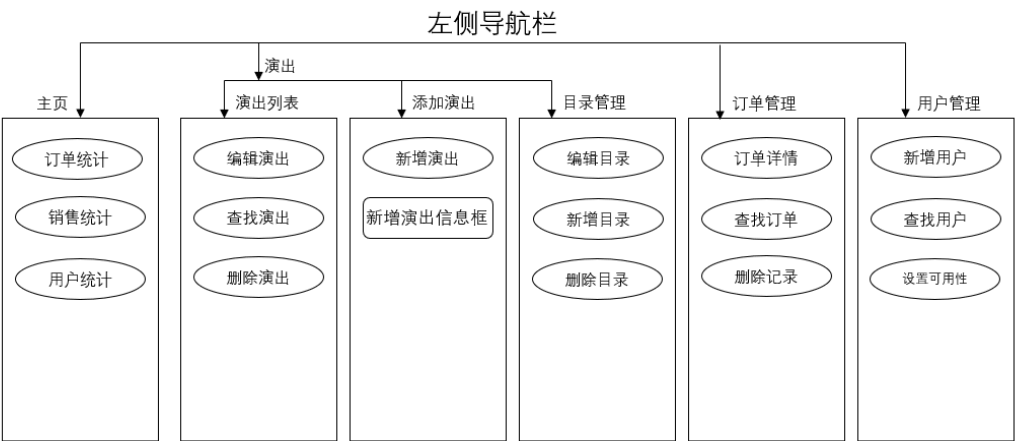 左侧导航栏
演出
主页
演出列表
添加演出
目录管理
订单管理
用户管理
订单统计
销售统计
用户统计
编辑演出
查找演出
删除演出
新增演出
新增演出信息框
编辑目录
新增目录
删除目录
订单详情
查找订单
删除记录
新增用户
查找用户
设置可用性